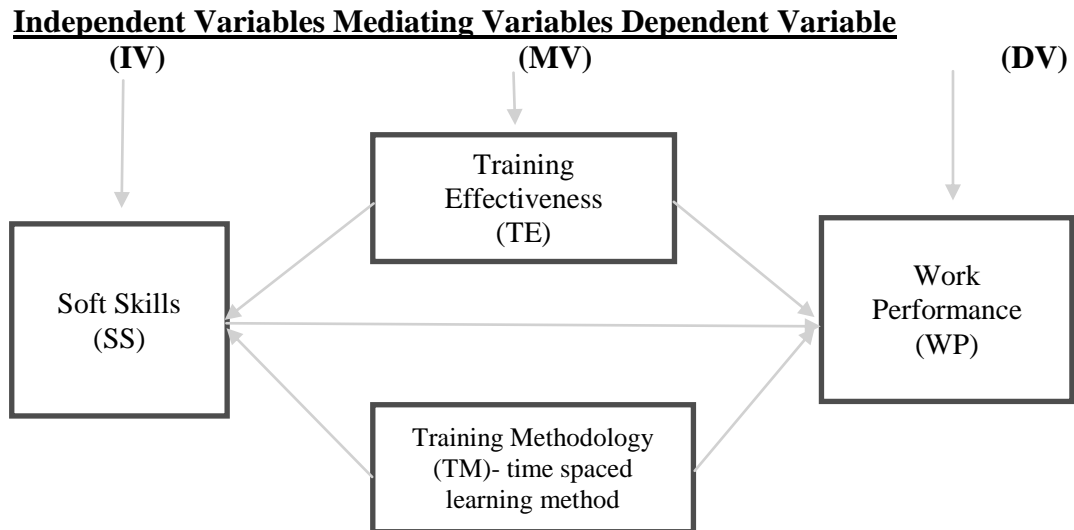 Independent Variables Mediating Variables Dependent Variable
(IV) (MV) (DV)
Training
Effectiveness
(TE)
Soft Skills
(SS)
Work
Performance
(WP)
Training Methodology
(TM)- time spaced
learning method